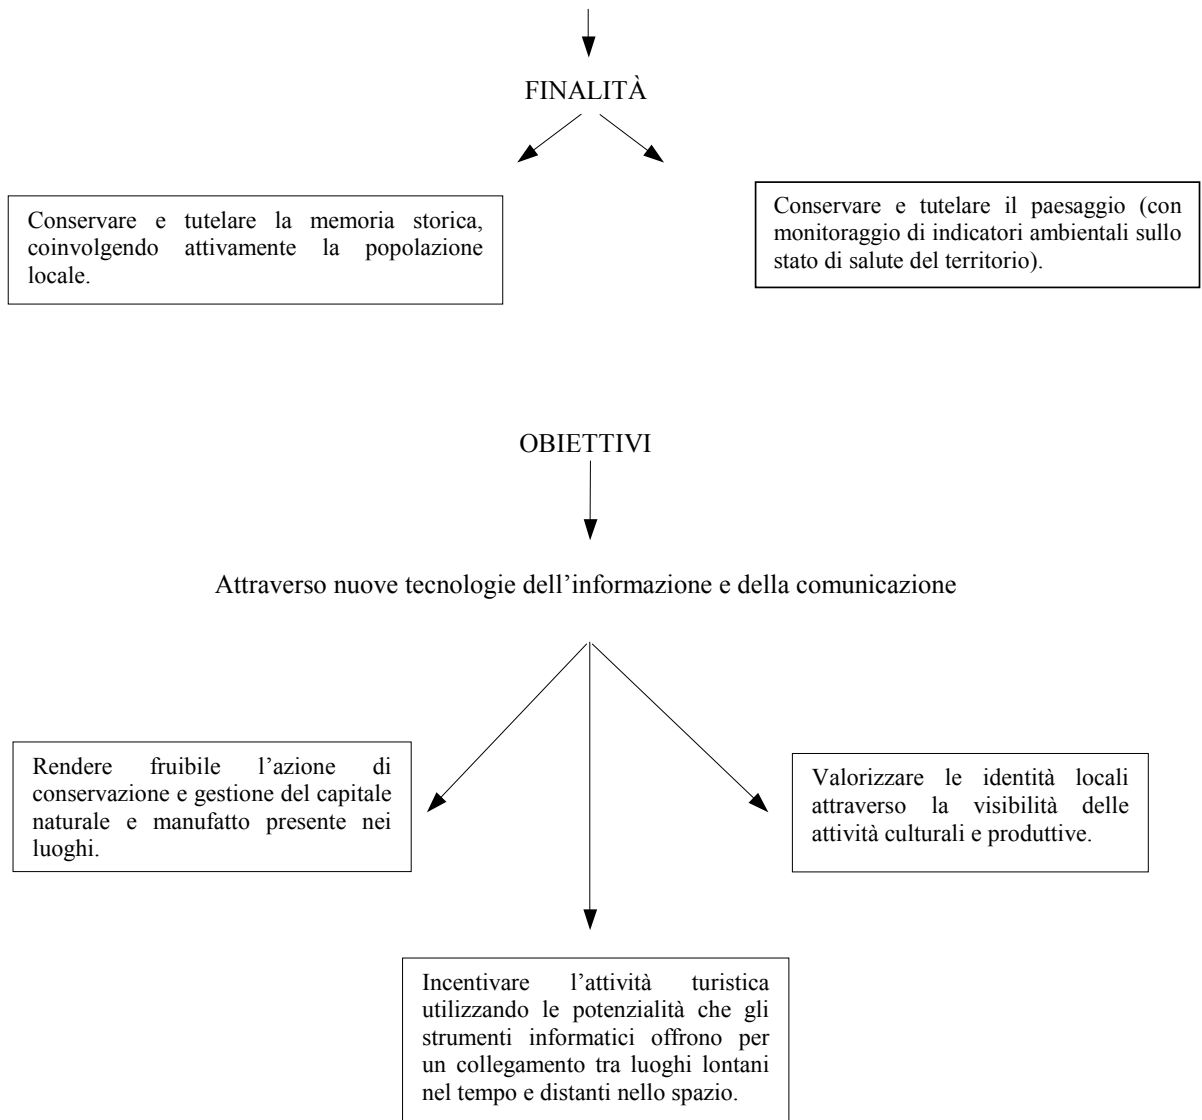 FINALITÀ
Conservare e tutelare la memoria storica,
coinvolgendo attivamente la popolazione
locale.
Conservare e tutelare il paesaggio (con
monitoraggio di indicatori ambientali sullo
stato di salute del territorio).
OBIETTIVI
Attraverso nuove tecnologie dell’informazione e della comunicazione
Rendere fruibile l’azione di
conservazione e gestione del capitale
naturale e manufatto presente nei
luoghi.
Valorizzare le identità locali
attraverso la visibilità delle
attività culturali e produttive.
Incentivare l’attività turistica
utilizzando le potenzialità che gli
strumenti informatici offrono per
un collegamento tra luoghi lontani
nel tempo e distanti nello spazio.